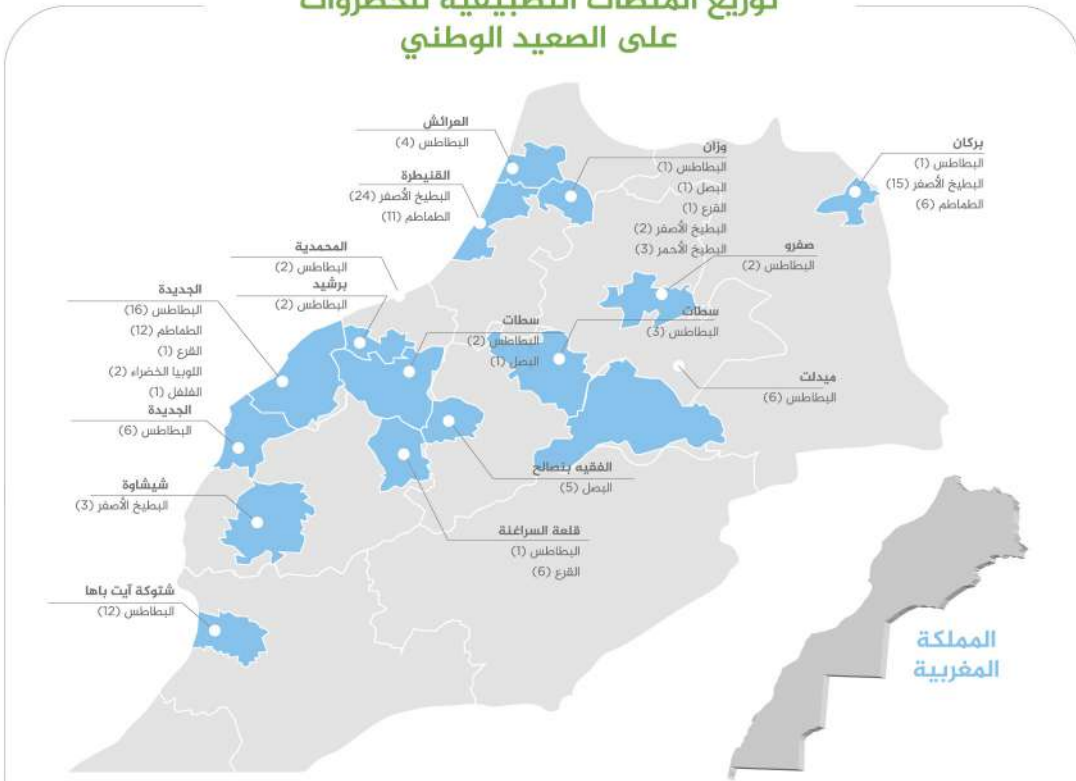 توزيع المنصات التطبيقية للخضروات
على الصعيد الوطني
العرائش
البطاطس (4)
وزان
البطاطس (1)
البصل (1)
القرع (1)
البطيخ الأصفر (2)
البطيخ الأحمر (3)
بركان
البطاطس (1)
البطيخ الأصفر (15)
الطماطم (6)
القنيطرة
البطيخ الأصفر (24)
الطماطم (11)
صفرو
البطاطس (2)
المحمدية
البطاطس (2)
برشيد
البطاطس (2)
الجديدة
البطاطس (16)
الطماطم (12)
القرع (1)
اللوبيا الخضراء (2)
الفلفل (1)
سطات
البطاطس (2)
البصل (1)
سطات
البطاطس (3)
ميدلت
البطاطس (6)
الجديدة
البطاطس (6)
الفقيه بنصالح
البصل (5)
شيشاوة
البطيخ الأصفر (3)
قلعة السراغنة
البطاطس (1)
القرع (6)
شتوكة آيت باها
البطاطس (12)
المملكة
المغربية